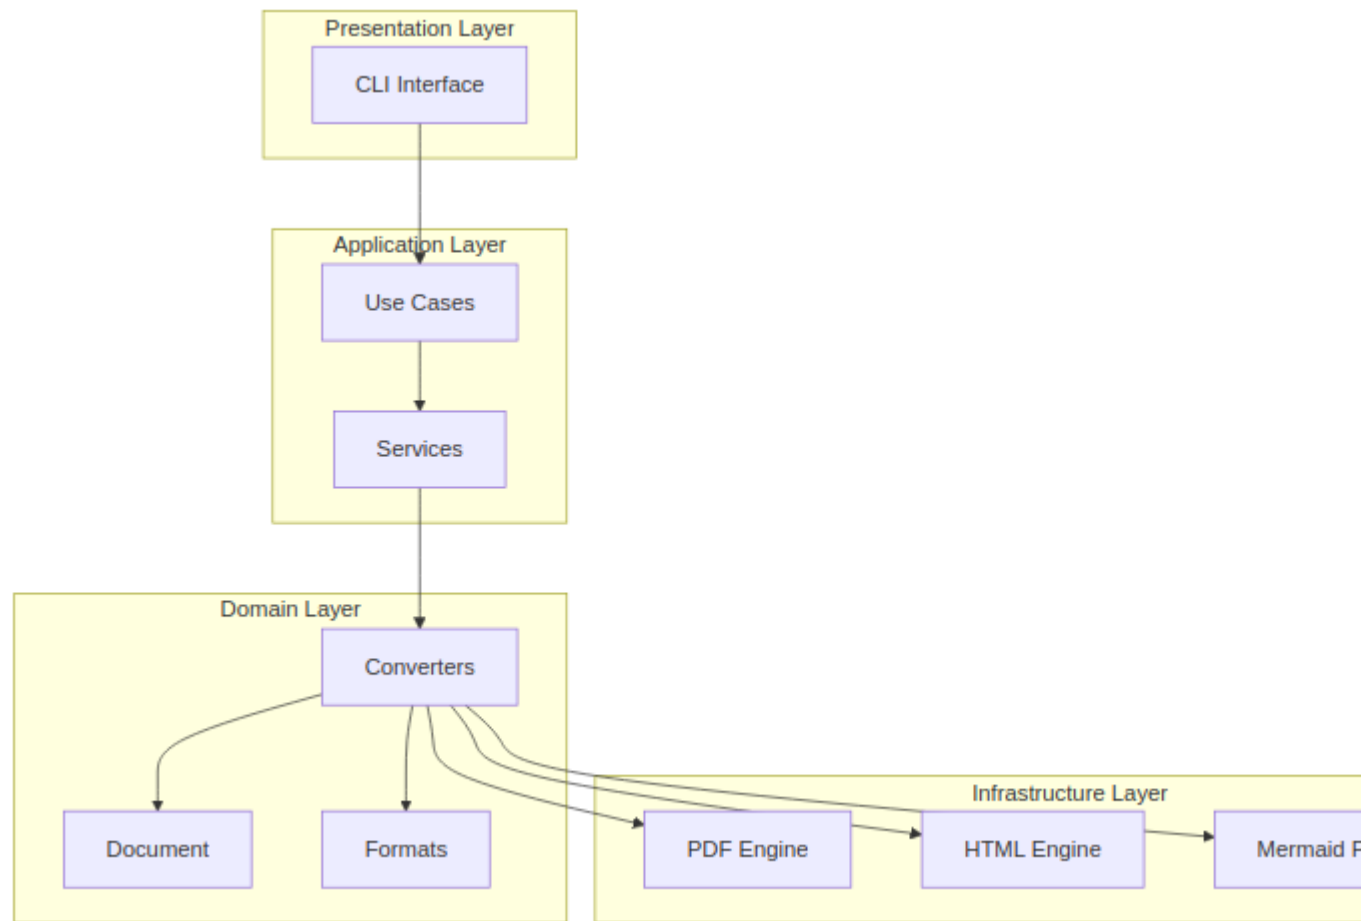 Presentation Layer
CLI Interface
Application Layer
Use Cases
Services
Domain Layer
Converters
Infrastructure Layer
Document
Formats
PDF Engine
HTML Engine
Mermaid